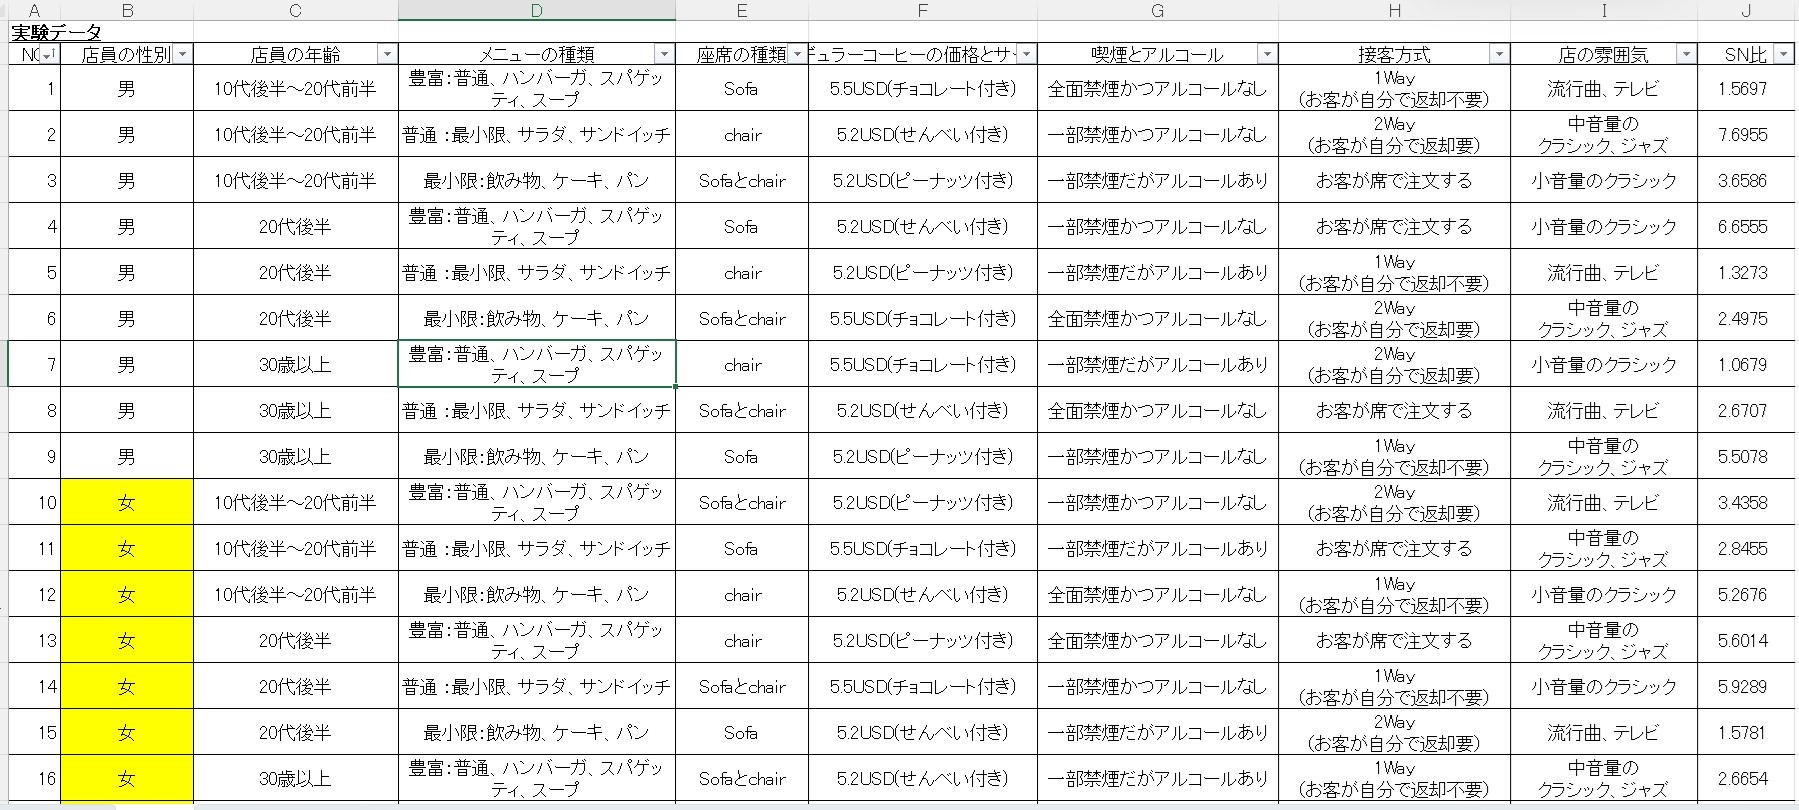 A B C D E F G H I J
実験データ
NO 店員の性別 店員の年齢 メニューの種類 座席の種類 ギュラーコーヒーの価格とサー 喫煙とアルコール 接客方式 店の雰囲気 SN比
1 男 10代後半～20代前半 豊富：普通、ハンバーガ、スパゲッ
ティ、スープ Sofa 5.5USD(チョコレート付き) 全面禁煙かつアルコールなし 1Way
(お客が自分で返却不要) 流行曲、テレビ 1.5697
2 男 10代後半～20代前半 普通：最小限、サラダ、サンドイッチ chair 5.2USD(せんべい付き) 一部禁煙かつアルコールなし 2Way
(お客が自分で返却要) 中音量の
クラシック、ジャズ 7.6955
3 男 10代後半～20代前半 最小限：飲み物、ケーキ、パン Sofaとchair 5.2USD(ピーナッツ付き) 一部禁煙だがアルコールあり お客が席で注文する 小音量のクラシック 3.6586
4 男 20代後半 豊富：普通、ハンバーガ、スパゲッ
ティ、スープ Sofa 5.2USD(せんべい付き) 一部禁煙かつアルコールなし お客が席で注文する 小音量のクラシック 6.6555
5 男 20代後半 普通：最小限、サラダ、サンドイッチ chair 5.2USD(ピーナッツ付き) 一部禁煙だがアルコールあり 1Way
(お客が自分で返却不要) 流行曲、テレビ 1.3273
6 男 20代後半 最小限：飲み物、ケーキ、パン Sofaとchair 5.5USD(チョコレート付き) 全面禁煙かつアルコールなし 2Way
(お客が自分で返却要) 中音量の
クラシック、ジャズ 2.4975
7 男 30歳以上 豊富：普通、ハンバーガ、スパゲッ
ティ、スープ chair 5.5USD(チョコレート付き) 一部禁煙だがアルコールあり 2Way
(お客が自分で返却要) 小音量のクラシック 1.0679
8 男 30歳以上 普通：最小限、サラダ、サンドイッチ Sofaとchair 5.2USD(せんべい付き) 全面禁煙かつアルコールなし お客が席で注文する 流行曲、テレビ 2.6707
9 男 30歳以上 最小限：飲み物、ケーキ、パン Sofa 5.2USD(ピーナッツ付き) 一部禁煙かつアルコールなし 1Way
(お客が自分で返却不要) 中音量の
クラシック、ジャズ 5.5078
10 女 10代後半～20代前半 豊富：普通、ハンバーガ、スパゲッ
ティ、スープ Sofaとchair 5.2USD(ピーナッツ付き) 一部禁煙かつアルコールなし 2Way
(お客が自分で返却要) 流行曲、テレビ 3.4358
11 女 10代後半～20代前半 普通：最小限、サラダ、サンドイッチ Sofa 5.5USD(チョコレート付き) 一部禁煙だがアルコールあり お客が席で注文する 中音量の
クラシック、ジャズ 2.8455
12 女 10代後半～20代前半 最小限：飲み物、ケーキ、パン chair 5.2USD(せんべい付き) 全面禁煙かつアルコールなし 1Way
(お客が自分で返却不要) 小音量のクラシック 5.2676
13 女 20代後半 豊富：普通、ハンバーガ、スパゲッ
ティ、スープ chair 5.2USD(ピーナッツ付き) 全面禁煙かつアルコールなし お客が席で注文する 中音量の
クラシック、ジャズ 5.6014
14 女 20代後半 普通：最小限、サラダ、サンドイッチ Sofaとchair 5.5USD(チョコレート付き) 一部禁煙かつアルコールなし 1Way
(お客が自分で返却不要) 小音量のクラシック 5.9289
15 女 20代後半 最小限：飲み物、ケーキ、パン Sofa 5.2USD(せんべい付き) 一部禁煙だがアルコールあり 2Way
(お客が自分で返却要) 流行曲、テレビ 1.5781
16 女 30歳以上 豊富：普通、ハンバーガ、スパゲッ
ティ、スープ Sofaとchair 5.2USD(せんべい付き) 一部禁煙だがアルコールあり 1Way
(お客が自分で返却不要) 中音量の
クラシック、ジャズ 2.6654